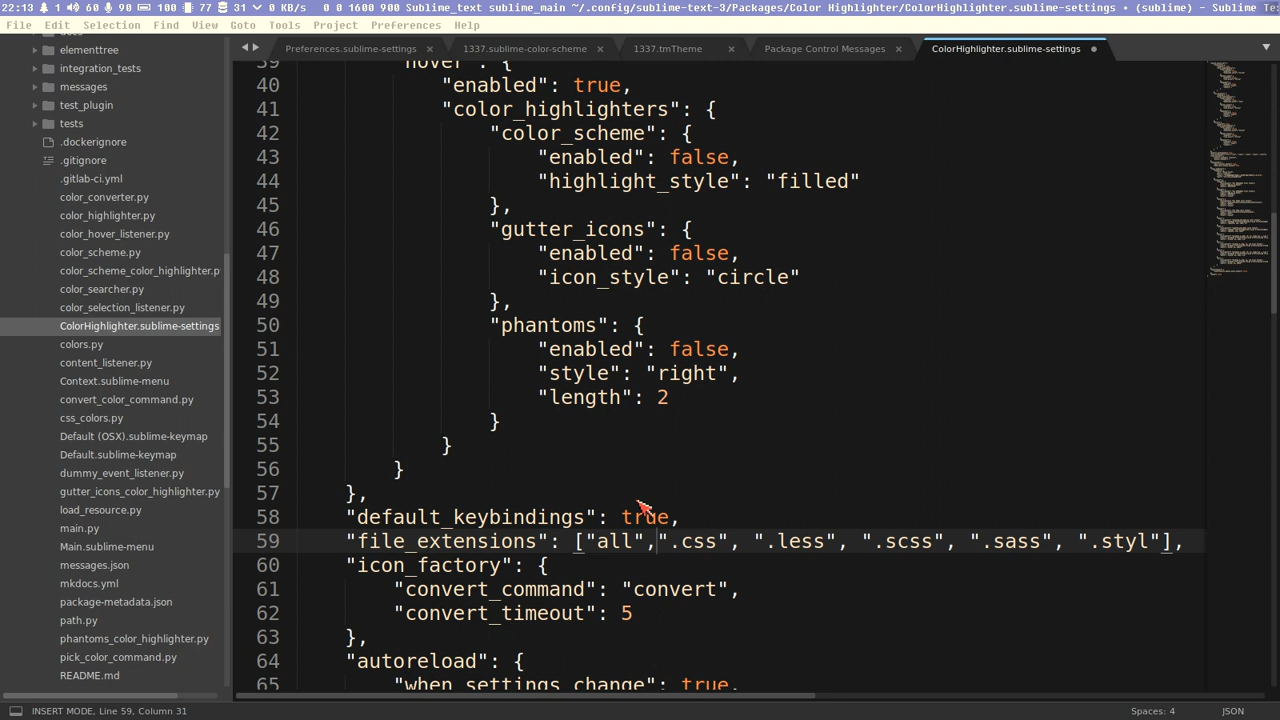 22:13 1 60 90 100 77 31 0 KB/s 0 0 1600 900 Sublime_text sublime_main ~/.config/sublime-text-3/Packages/Color Highlighter/ColorHighlighter.sublime-settings • (sublime) - Sublime
File Edit Selection Find View Goto Tools Project Preferences Help
Preferences.sublime-settings × 1337.sublime-color-scheme × 1337.tmTheme × Package Control Messages × ColorHighlighter.sublime-settings
docs
elementtree
integration_tests
messages
test_plugin
tests
.dockerignore
.gitignore
.gitlab-ci.yml
color_converter.py
color_highlighter.py
color_hover_listener.py
color_scheme.py
color_scheme_color_highlighter.p
color_searcher.py
color_selection_listener.py
ColorHighlighter.sublime-settings
colors.py
content_listener.py
Context.sublime-menu
convert_color_command.py
css_colors.py
Default (OSX).sublime-keymap
Default.sublime-keymap
dummy_event_listener.py
gutter_icons_color_highlighter.py
load_resource.py
main.py
Main.sublime-menu
messages.json
mkdocs.yml
package-metadata.json
path.py
phantoms_color_highlighter.py
pick_color_command.py
README.md
39 "hover": {
40 "enabled": true,
41 "color_highlighters": {
42 "color_scheme": {
43 "enabled": false,
44 "highlight_style": "filled"
45 },
46 "gutter_icons": {
47 "enabled": false,
48 "icon_style": "circle"
49 },
50 "phantoms": {
51 "enabled": false,
52 "style": "right",
53 "length": 2
54 }
55 }
56 }
57 },
58 "default_keybindings": true,
59 "file_extensions": ["all",".css", ".less", ".scss", ".sass", ".styl"],
60 "icon_factory": {
61 "convert_command": "convert",
62 "convert_timeout": 5
63 },
64 "autoreload": {
65 "when_settings_change": true,
INSERT MODE, Line 59, Column 31 Spaces: 4 JSON